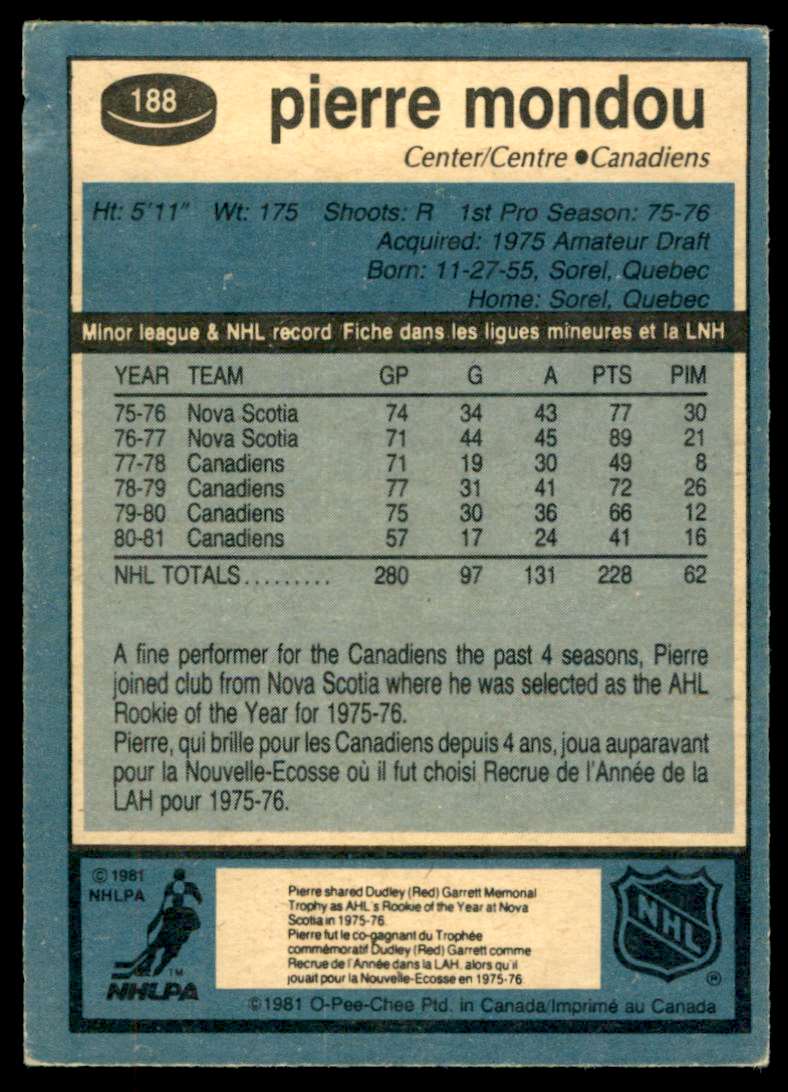 188
pierre mondou
Center/Centre ●Canadiens
Ht: 5'11" Wt: 175 Shoots: R 1st Pro Season: 75-76
Acquired: 1975 Amateur Draft
Born: 11-27-55, Sorel, Quebec
Home: Sorel, Quebec
Minor league & NHL record Fiche dans les ligues mineures et la LNH
YEAR TEAM GP G A PTS PIM
75-76 Nova Scotia 74 34 43 77 30
76-77 Nova Scotia 71 44 45 89 21
77-78 Canadiens 71 19 30 49 8
78-79 Canadiens 77 31 41 72 26
79-80 Canadiens 75 30 36 66 12
80-81 Canadiens 57 17 24 41 16
NHL TOTALS......... 280 97 131 228 62
A fine performer for the Canadiens the past 4 seasons, Pierre
joined club from Nova Scotia where he was selected as the AHL
Rookie of the Year for 1975-76.
Pierre, qui brille pour les Canadiens depuis 4 ans, joua auparavant
pour la Nouvelle-Ecosse où il fut choisi Recrue de l'Année de la
LAH pour 1975-76.
© 1981
NHLPA
Pierre shared Dudley (Red) Garrett Memorial
Trophy as AHL's Rookie of the Year at Nova
Scotia in 1975-76
Pierre fut le co-gagnant du Trophée
commémoratif Dudley (Red) Garrett comme
Recrue de l'Année dans la LAH, alors qu'il
jouait pour la Nouvelle-Ecosse en 1975-76
TM
NHLPA
NHL
®
©1981 O-Pee-Chee Ptd. in Canada/Imprimé au Canada